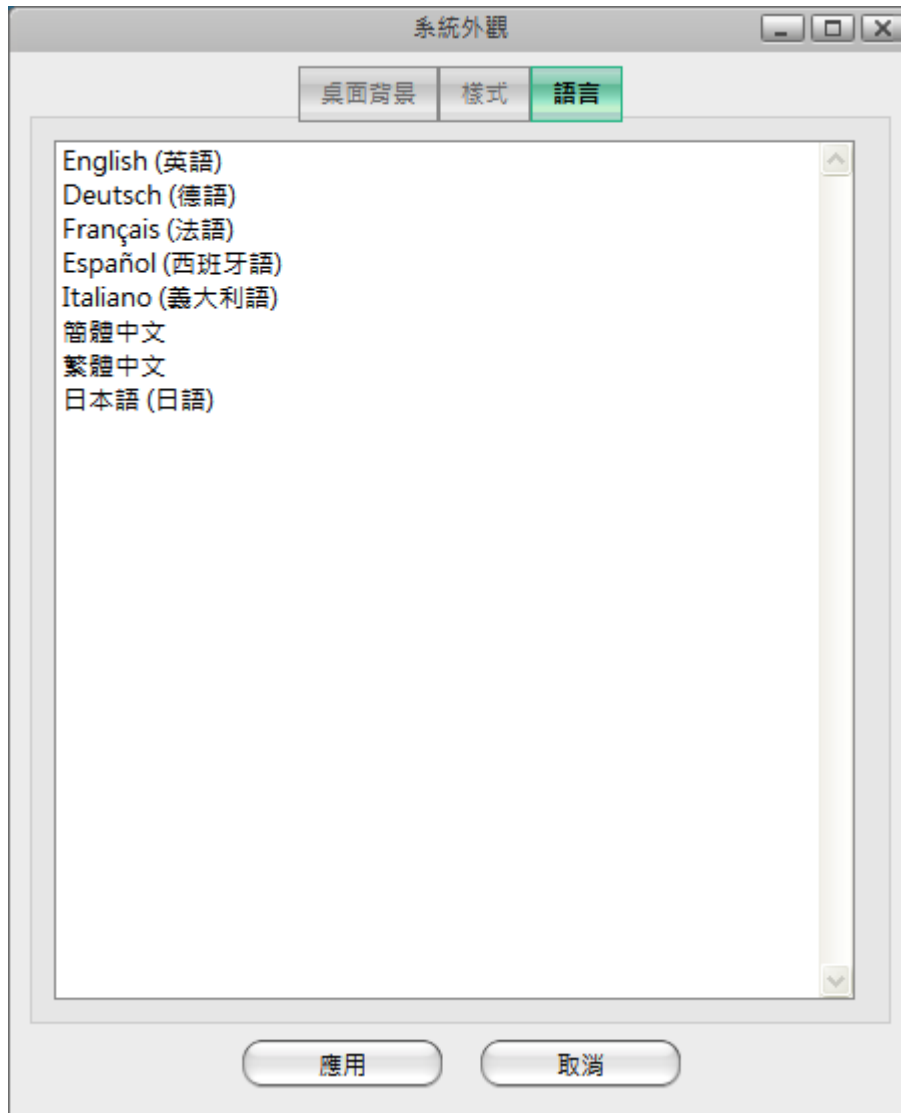 系統外觀
桌面背景 樣式 語言
English (英語)
Deutsch (德語)
Français (法語)
Español (西班牙語)
Italiano (義大利語)
簡體中文
繁體中文
日本語 (日語)
應用 取消